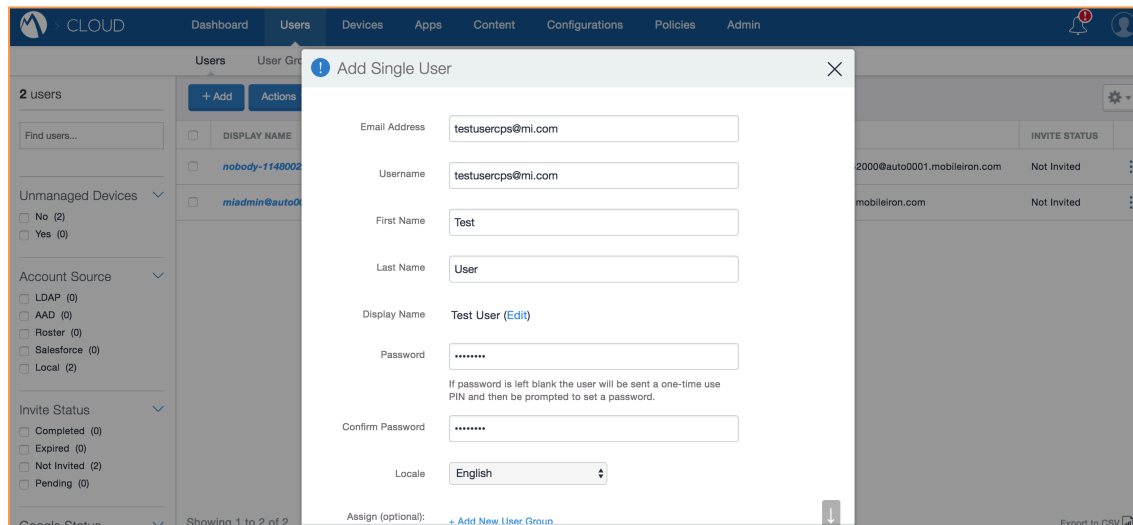 CLOUD
Dashboard Users Devices Apps Content Configurations Policies Admin
!
Users User Gro
! Add Single User
2 users
+ Add Actions
Find users...
DISPLAY NAME
INVITE STATUS
nobody-1148002
2000@auto0001.mobileiron.com Not Invited
miadmin@auto00
mobileiron.com Not Invited
Unmanaged Devices
No (2)
Yes (0)
Account Source
LDAP (0)
AAD (0)
Roster (0)
Salesforce (0)
Local (2)
Invite Status
Completed (0)
Expired (0)
Not Invited (2)
Pending (0)
Google Status
Showing 1 to 2 of 2
Email Address testusercps@mi.com
Username testusercps@mi.com
First Name Test
Last Name User
Display Name Test User (Edit)
Password ••••••••
If password is left blank the user will be sent a one-time use
PIN and then be prompted to set a password.
Confirm Password ••••••••
Locale English
Assign (optional): + Add New User Group
Export to CSV